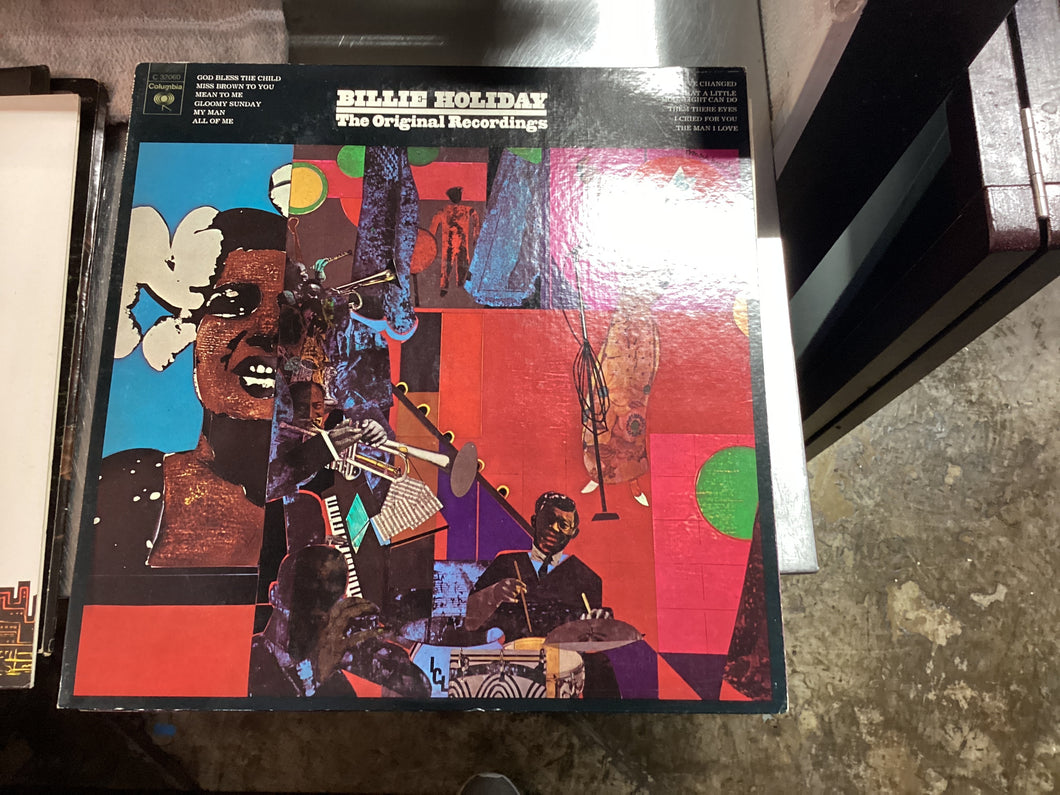 C 32060
Columbia
GOD BLESS THE CHILD
MISS BROWN TO YOU
MEAN TO ME
GLOOMY SUNDAY
MY MAN
ALL OF ME
BILLIE HOLIDAY
The Original Recordings
CHANGED
A LITTLE
CAN DO
THEM THERE EYES
I CRIED FOR YOU
THE MAN I LOVE